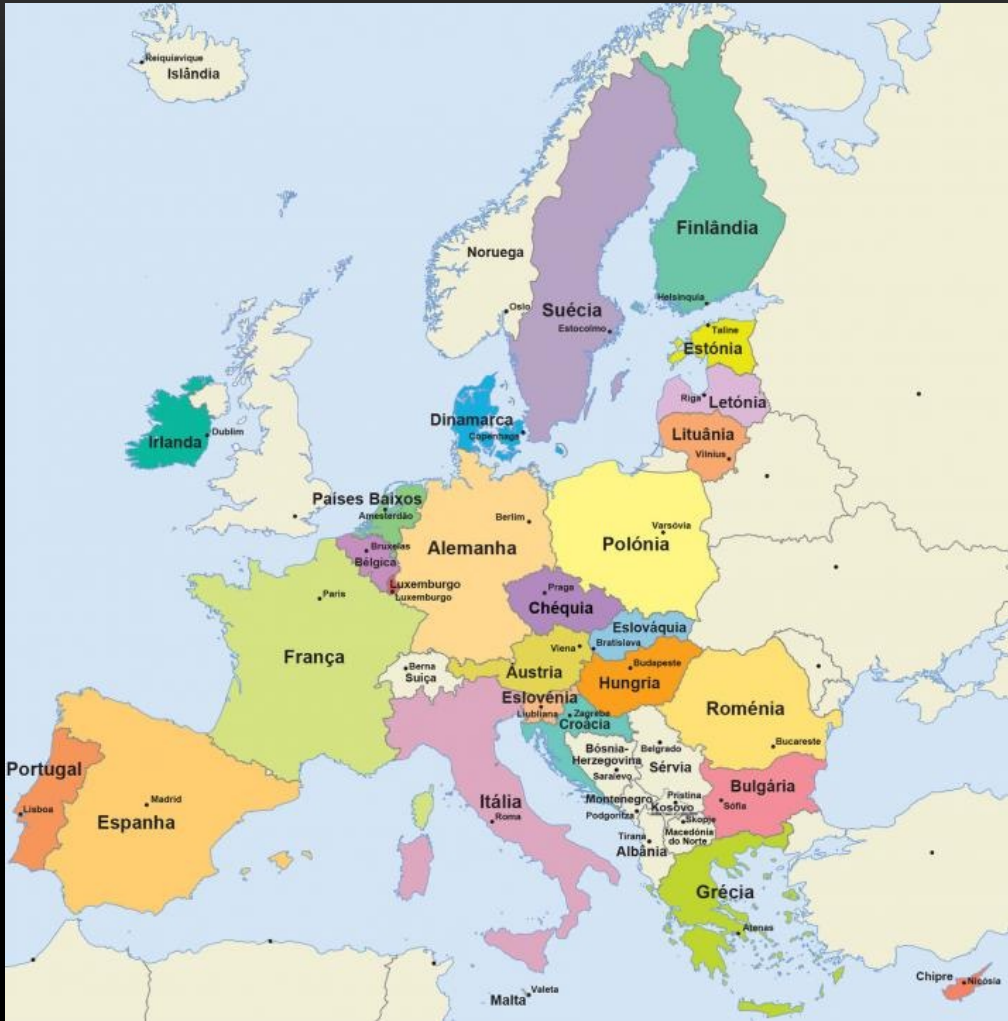 Reiquiavique
Islândia
Noruega
Oslo
Suécia
Estocolmo
Finlândia
Helsínquia
Taline
Estónia
Riga
Letónia
Lituânia
Vilnius
Dinamarca
Copenhaga
Irlanda
Dublim
Países Baixos
Amesterdão
Bruxelas
Bélgica
Luxemburgo
Luxemburgo
Berlim
Alemanha
Varsóvia
Polónia
Praga
Chéquia
Eslováquia
Bratislava
Viena
Áustria
Budapeste
Hungria
Paris
França
Berna
Suíça
Eslovénia
Liubliana
Zagrebe
Croácia
Roménia
Bucareste
Bósnia-
Herzegovina
Saraievo
Belgrado
Sérvia
Bulgária
Sófia
Montenegro
Podgoritza
Pristina
Kosovo
Skopje
Macedónia
do Norte
Tirana
Albânia
Portugal
Lisboa
Madrid
Espanha
Itália
Roma
Grécia
Atenas
Malta
Valeta
Chipre
Nicósia